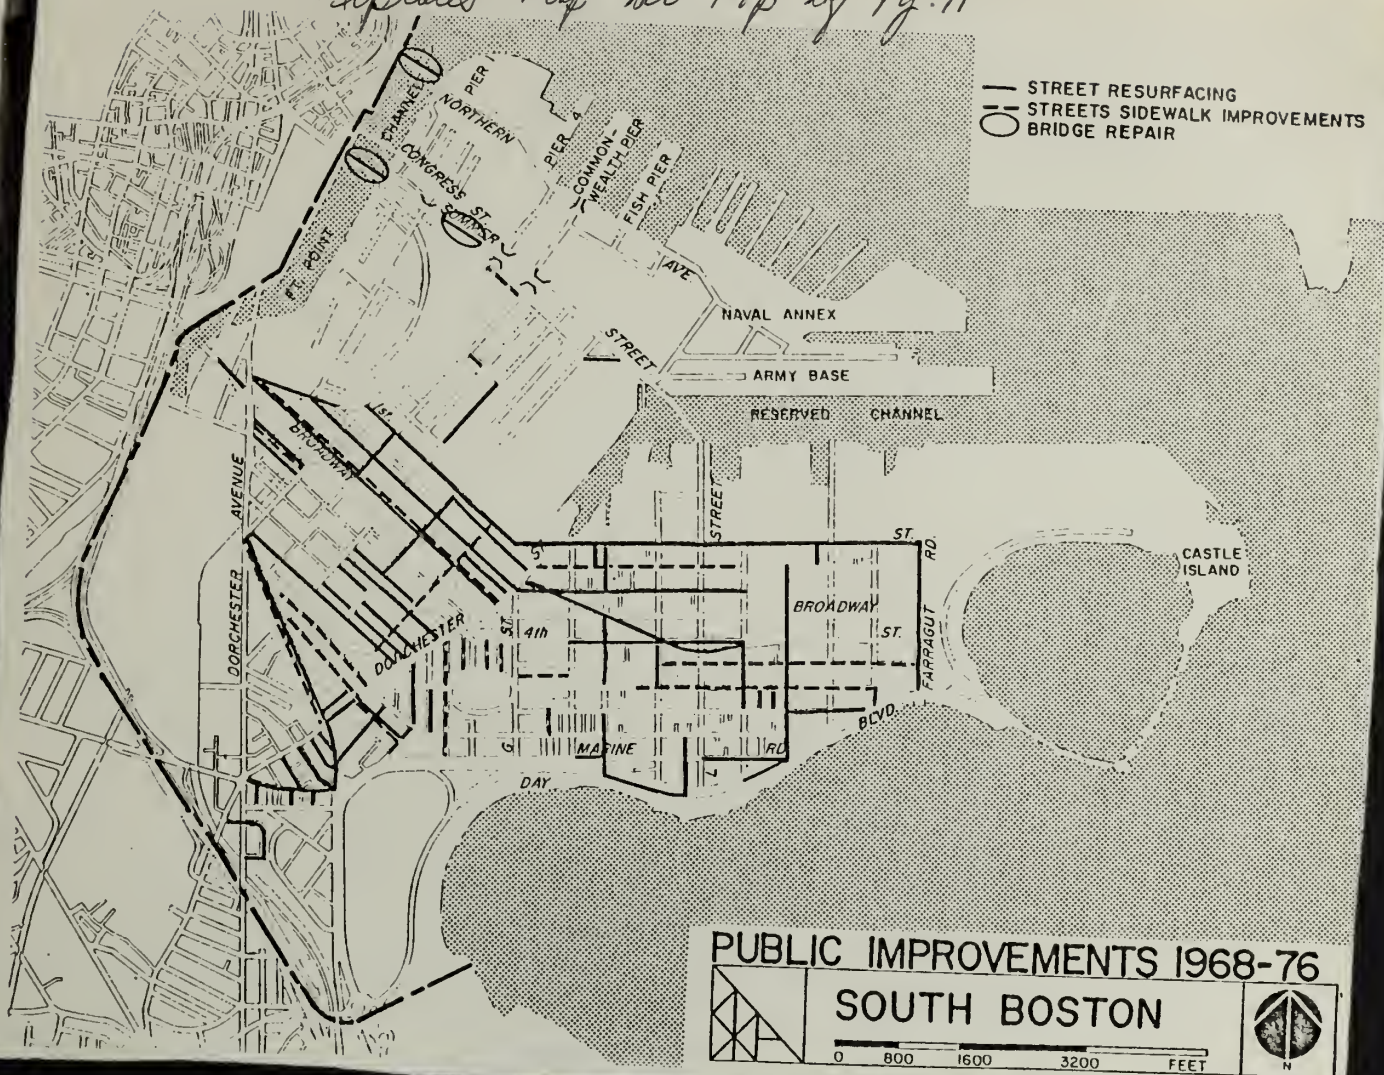 STREET RESURFACING
STREETS SIDEWALK IMPROVEMENTS
BRIDGE REPAIR
PIER
NORTHERN
CHANNEL
PIER 4
COMMON-
WEALTH PIER
FISH PIER
CONGRESS ST.
SUMMER
FT. POINT
AVE
NAVAL ANNEX
STREET
ARMY BASE
RESERVED CHANNEL
1st.
BROADWAY
AVENUE
STREET
ST.
ST.
RD.
CASTLE
ISLAND
DORCHESTER
DORCHESTER
ST.
4th
BROADWAY
ST.
FARRAGUT
BLVD.
G
MARINE
L
RD
DAY
PUBLIC IMPROVEMENTS 1968-76
SOUTH BOSTON
0 800 1600 3200 FEET
N